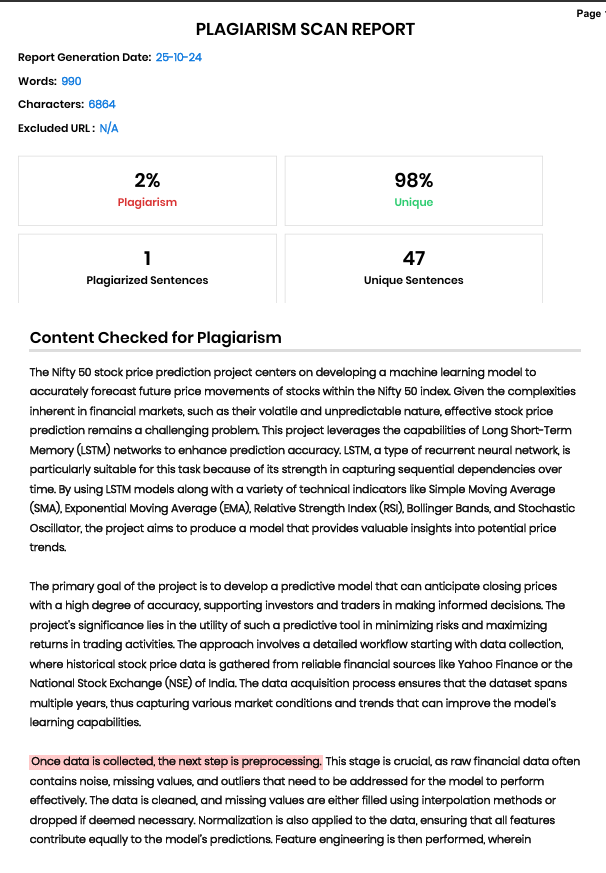 Page
PLAGIARISM SCAN REPORT
Report Generation Date: 25-10-24
Words: 990
Characters: 6864
Excluded URL : N/A
2%
Plagiarism
98%
Unique
1
Plagiarized Sentences
47
Unique Sentences
Content Checked for Plagiarism
The Nifty 50 stock price prediction project centers on developing a machine learning model to
accurately forecast future price movements of stocks within the Nifty 50 index. Given the complexities
inherent in financial markets, such as their volatile and unpredictable nature, effective stock price
prediction remains a challenging problem. This project leverages the capabilities of Long Short-Term
Memory (LSTM) networks to enhance prediction accuracy. LSTM, a type of recurrent neural network, is
particularly suitable for this task because of its strength in capturing sequential dependencies over
time. By using LSTM models along with a variety of technical indicators like Simple Moving Average
(SMA), Exponential Moving Average (EMA), Relative Strength Index (RSI), Bollinger Bands, and Stochastic
Oscillator, the project aims to produce a model that provides valuable insights into potential price
trends.
The primary goal of the project is to develop a predictive model that can anticipate closing prices
with a high degree of accuracy, supporting investors and traders in making informed decisions. The
project's significance lies in the utility of such a predictive tool in minimizing risks and maximizing
returns in trading activities. The approach involves a detailed workflow starting with data collection,
where historical stock price data is gathered from reliable financial sources like Yahoo Finance or the
National Stock Exchange (NSE) of India. The data acquisition process ensures that the dataset spans
multiple years, thus capturing various market conditions and trends that can improve the model's
learning capabilities.
Once data is collected, the next step is preprocessing. This stage is crucial, as raw financial data often
contains noise, missing values, and outliers that need to be addressed for the model to perform
effectively. The data is cleaned, and missing values are either filled using interpolation methods or
dropped if deemed necessary. Normalization is also applied to the data, ensuring that all features
contribute equally to the model's predictions. Feature engineering is then performed, wherein